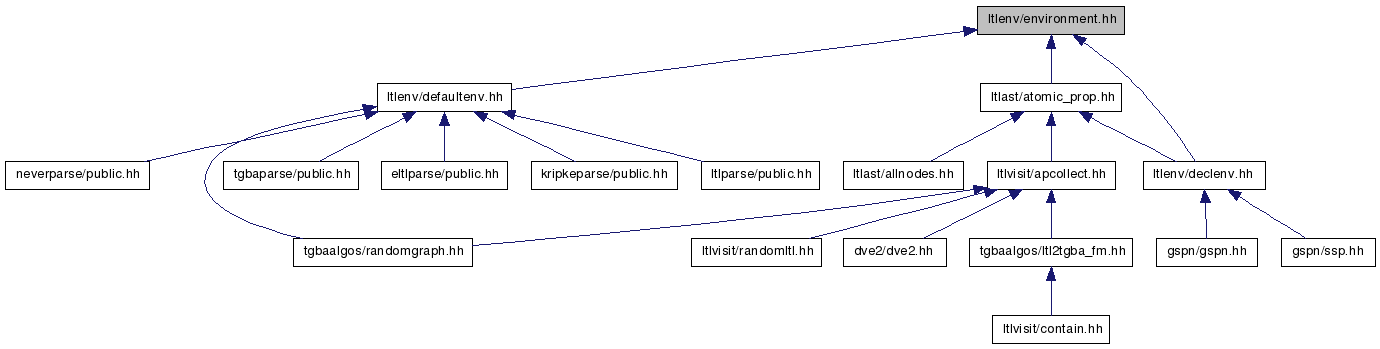 ltlenv/environment.hh
ltlenv/defaultenv.hh
ltlast/atomic_prop.hh
neverparse/public.hh
tgbaparse/public.hh
eltlparse/public.hh
kripkeparse/public.hh
ltlparse/public.hh
ltlast/allnodes.hh
ltlvisit/apcollect.hh
ltlenv/declenv.hh
tgbaalgos/randomgraph.hh
ltlvisit/randomltl.hh
dve2/dve2.hh
tgbaalgos/ltl2tgba_fm.hh
gspn/gspn.hh
gspn/ssp.hh
ltlvisit/contain.hh